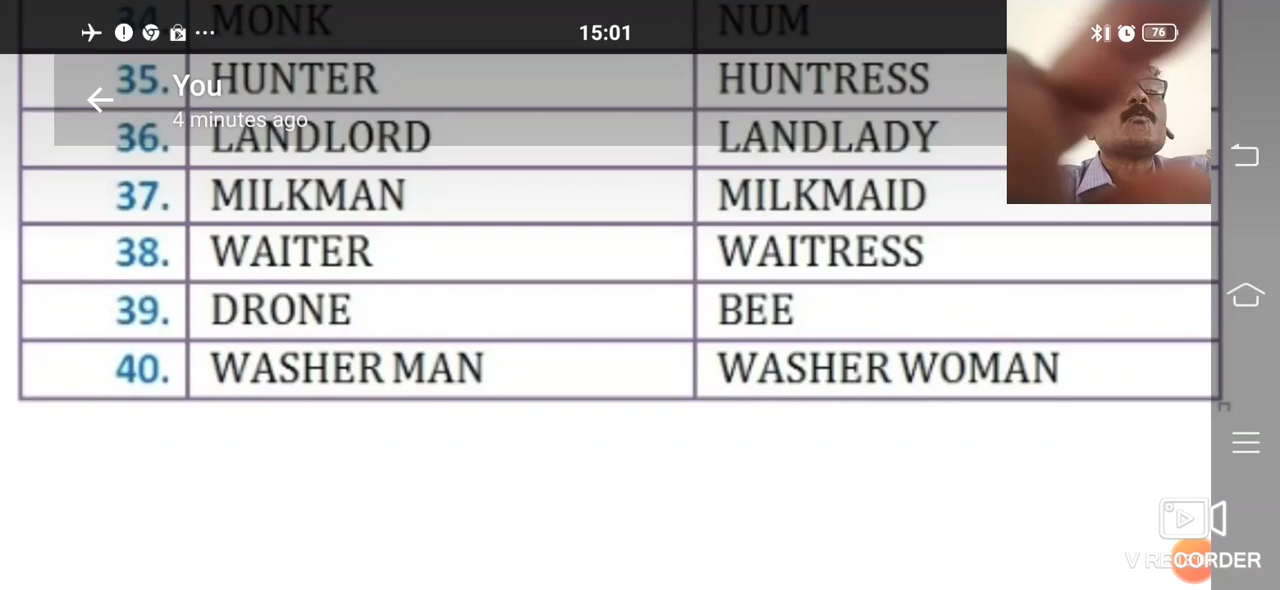 15:01
76
34. MONK NUM
You
4 minutes ago
35. HUNTER HUNTRESS
36. LANDLORD LANDLADY
37. MILKMAN MILKMAID
38. WAITER WAITRESS
39. DRONE BEE
40. WASHER MAN WASHER WOMAN
V RECORDER